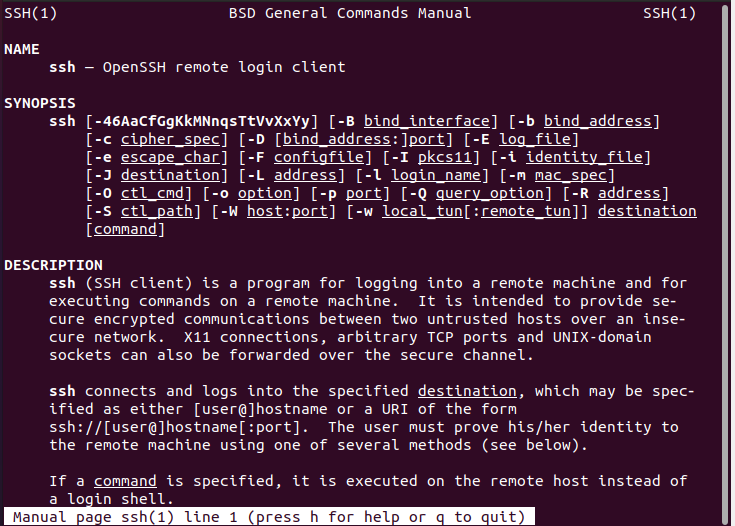 SSH(1) BSD General Commands Manual SSH(1)
NAME
ssh — OpenSSH remote login client
SYNOPSIS
ssh [-46AaCfGgKkMNnqsTtVvXxYy] [-B bind_interface] [-b bind_address]
[-c cipher_spec] [-D [bind_address:]port] [-E log_file]
[-e escape_char] [-F configfile] [-I pkcs11] [-i identity_file]
[-J destination] [-L address] [-l login_name] [-m mac_spec]
[-O ctl_cmd] [-o option] [-p port] [-Q query_option] [-R address]
[-S ctl_path] [-W host:port] [-w local_tun[:remote_tun]] destination
[command]
DESCRIPTION
ssh (SSH client) is a program for logging into a remote machine and for
executing commands on a remote machine.  It is intended to provide se-
cure encrypted communications between two untrusted hosts over an inse-
cure network.  X11 connections, arbitrary TCP ports and UNIX-domain
sockets can also be forwarded over the secure channel.
ssh connects and logs into the specified destination, which may be spec-
ified as either [user@]hostname or a URI of the form
ssh://[user@]hostname[:port].  The user must prove his/her identity to
the remote machine using one of several methods (see below).
If a command is specified, it is executed on the remote host instead of
a login shell.
Manual page ssh(1) line 1 (press h for help or q to quit)